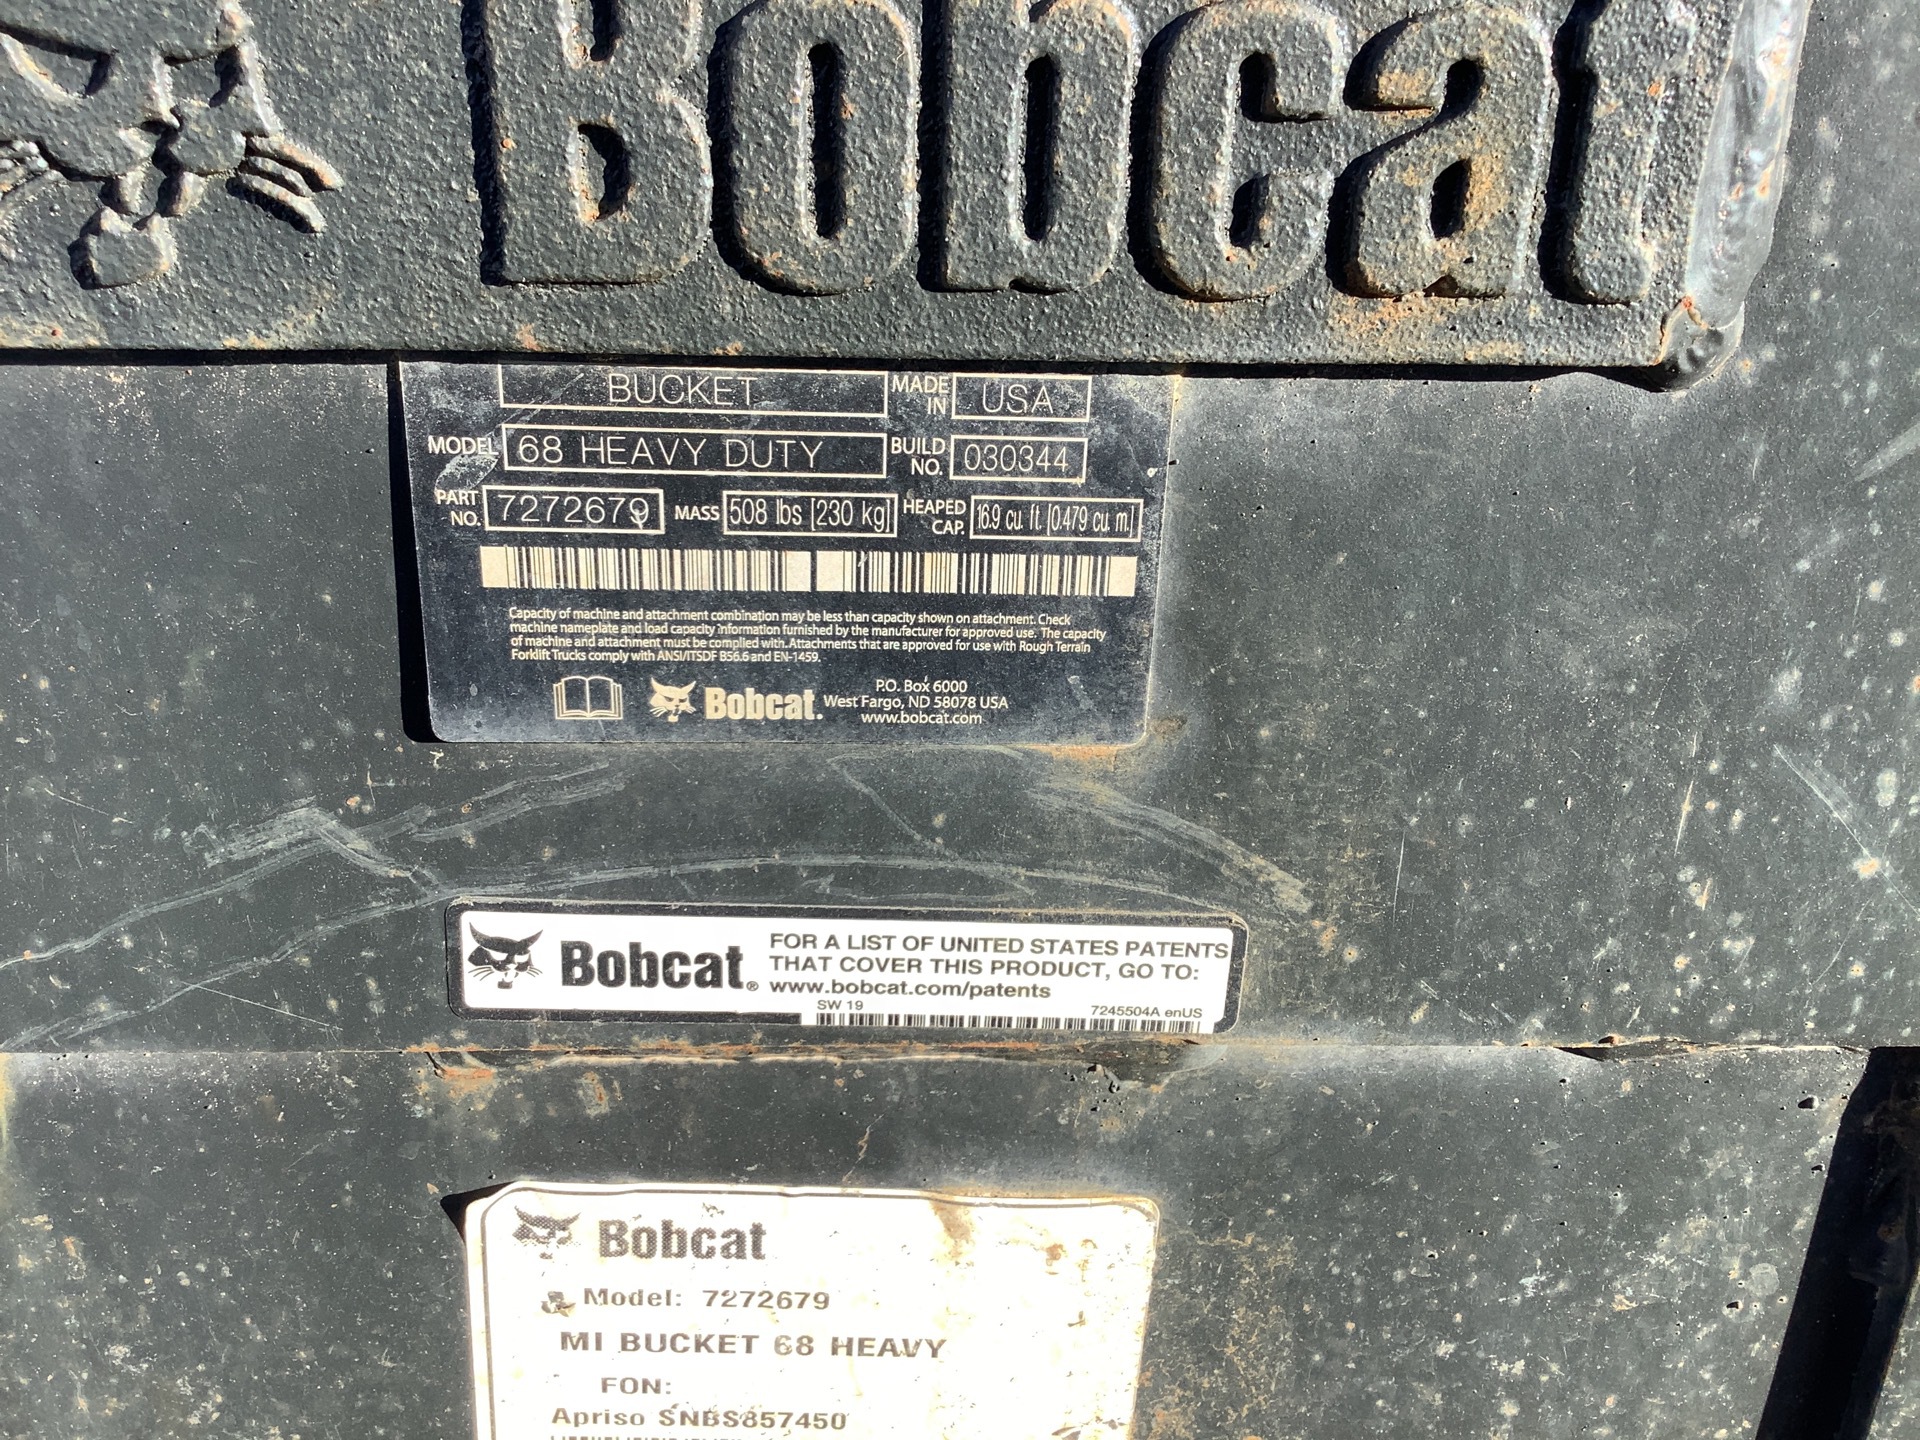 Bobcat
BUCKET MADE IN USA
MODEL 68 HEAVY DUTY BUILD NO. 030344
PART NO. 7272679 MASS 508 lbs [230 kg] HEAPED CAP. 16.9 cu. ft. [0.479 cu. m.]
Capacity of machine and attachment combination may be less than capacity shown on attachment. Check
machine nameplate and load capacity information furnished by the manufacturer for approved use. The capacity
of machine and attachment must be complied with. Attachments that are approved for use with Rough Terrain
Forklift Trucks comply with ANSI/ITSDF B56.6 and EN-1459.
Bobcat.
P.O. Box 6000
West Fargo, ND 58078 USA
www.bobcat.com
Bobcat®
FOR A LIST OF UNITED STATES PATENTS
THAT COVER THIS PRODUCT, GO TO:
www.bobcat.com/patents
SW 19 7245504A enUS
Bobcat
Model: 7272679
MI BUCKET 68 HEAVY
FON:
Apriso SNBS857450